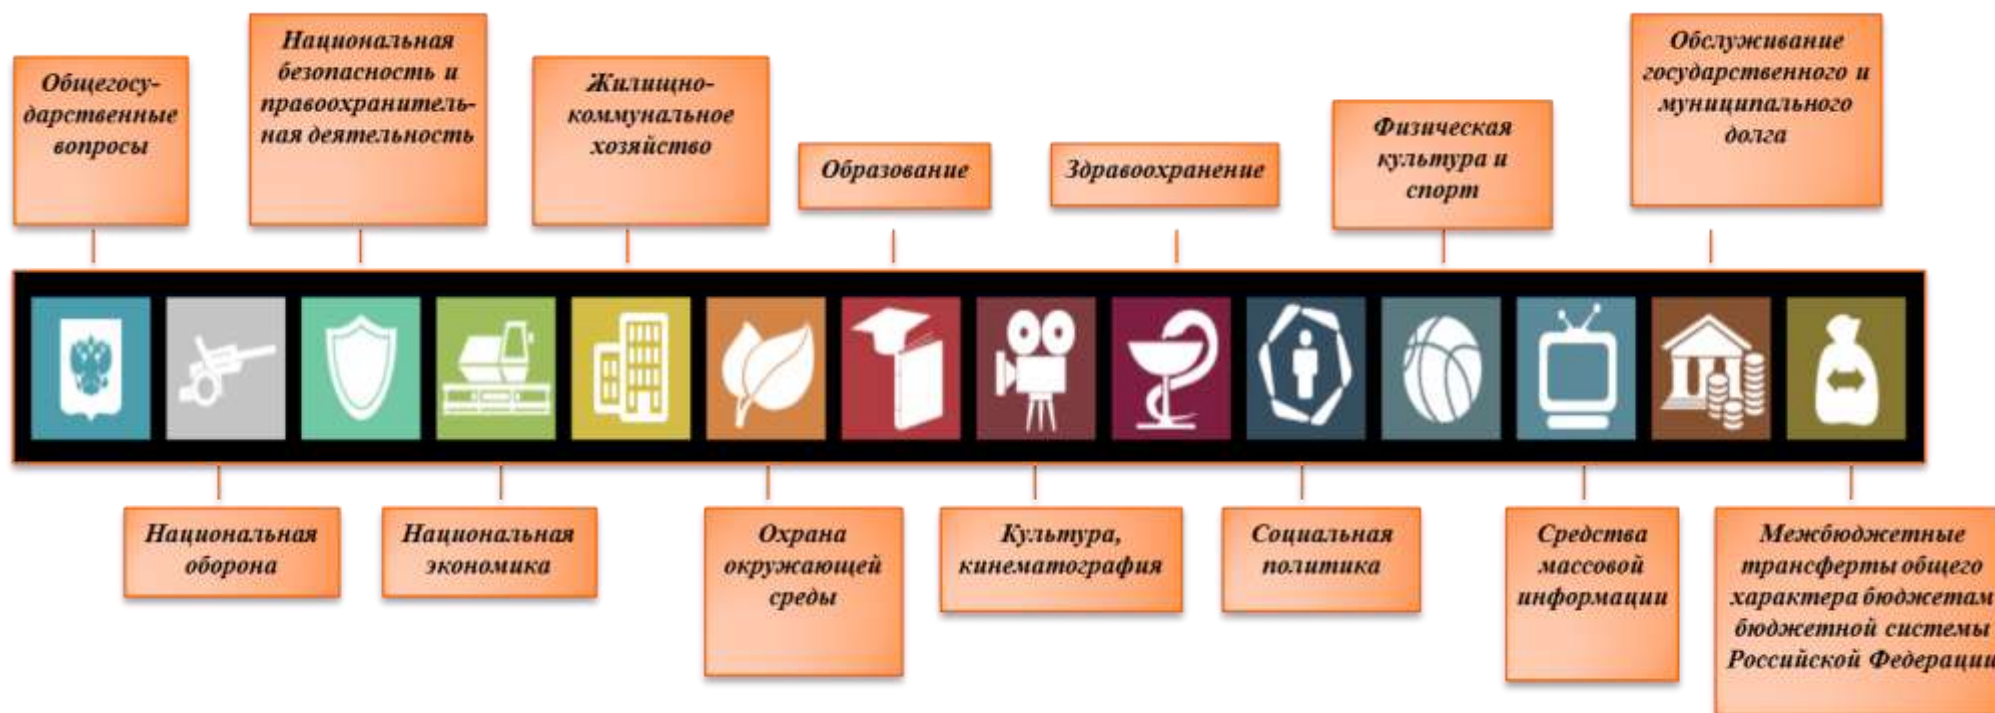 Общегосу-
дарственные
вопросы
Национальная
безопасность и
правоохранитель-
ная деятельность
Жилищно-
коммунальное
хозяйство
Образование
Здравоохранение
Физическая
культура и
спорт
Обслуживание
государственного и
муниципального
долга
Национальная
оборона
Национальная
экономика
Охрана
окружающей
среды
Культура,
кинематография
Социальная
политика
Средства
массовой
информации
Межбюджетные
трансферты общего
характера бюджетам
бюджетной системы
Российской Федерации